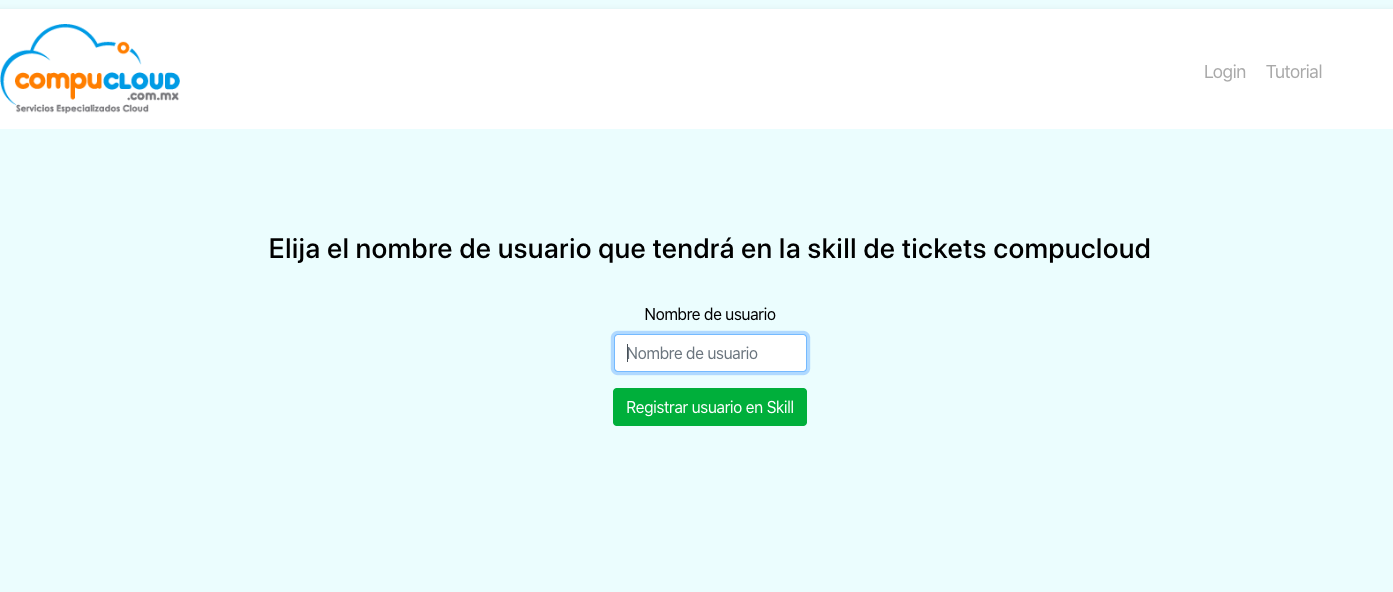 compucloud
.com.mx
Servicios Especializados Cloud
Login
Tutorial
Elija el nombre de usuario que tendrá en la skill de tickets compucloud
Nombre de usuario
Nombre de usuario
Registrar usuario en Skill